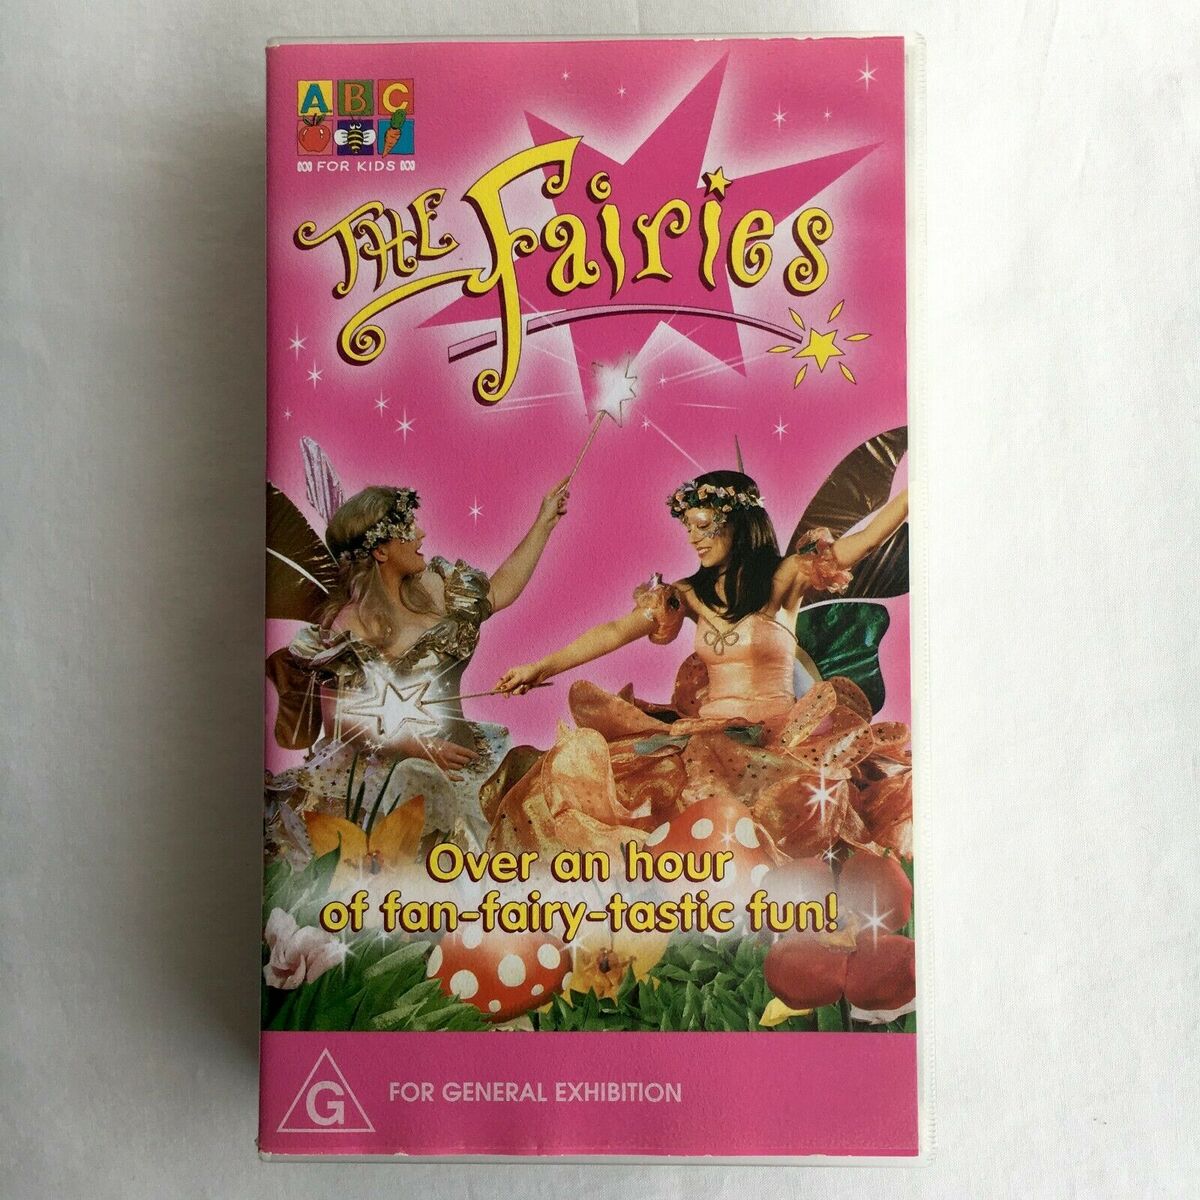 A B C
FOR KIDS
THE Fairies
Over an hour
of fan-fairy-tastic fun!
G FOR GENERAL EXHIBITION